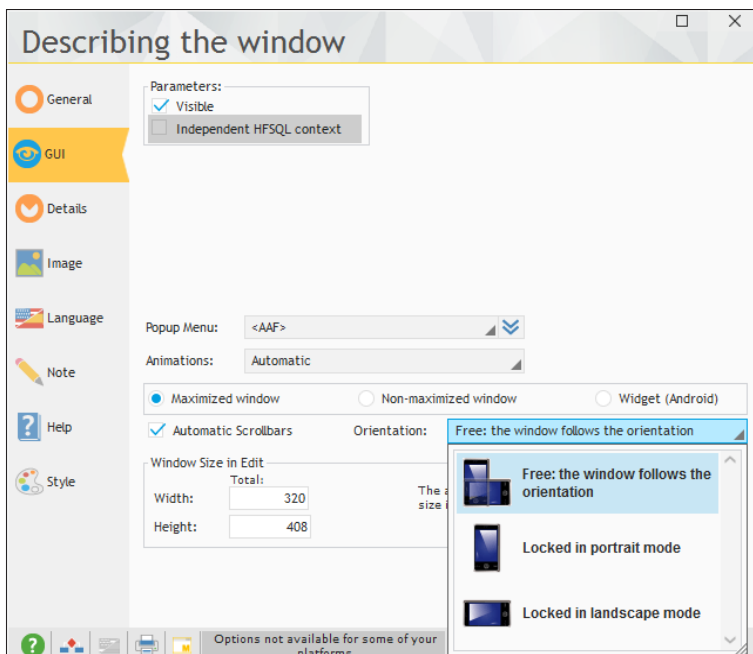 Describing the window
General
GUI
Details
Image
Language
Note
Help
Style
Parameters:
Visible
Independent HFSQL context
Popup Menu: <AAF>
Animations: Automatic
Maximized window Non-maximized window Widget (Android)
Automatic Scrollbars Orientation: Free: the window follows the orientation
Window Size in Edit
Total:
Width: 320
Height: 408
The
size
Free: the window follows the
orientation
Locked in portrait mode
Locked in landscape mode
Options not available for some of your
platforms